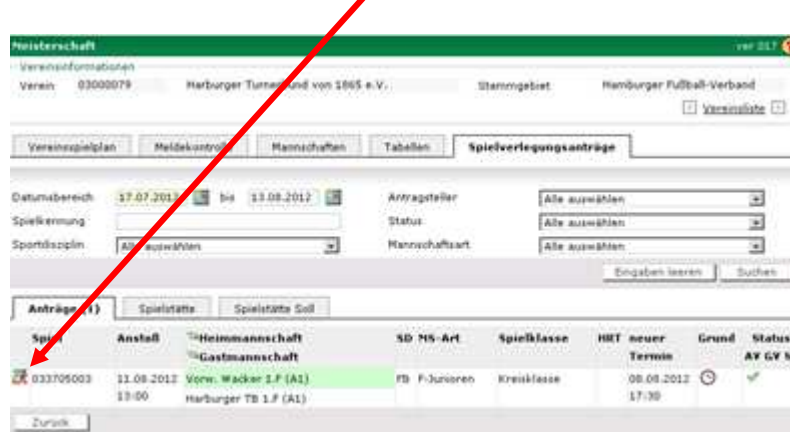 Meisterschaft ver 217
Vereinsinformationen
Verein 03000079 Harburger Turnerbund von 1865 e.V. Stammgebiet Hamburger Fußball-Verband
Vereinsliste
Vereinsspielplan Meldekontrolle Mannschaften Tabellen Spielverlegungsanträge
Datumsbereich 17.07.2012 bis 13.08.2012 Antragsteller Alle auswählen
Spielkennung Status Alle auswählen
Sportdisziplin Alle auswählen Mannschaftsart Alle auswählen
Eingaben leeren Suchen
Anträge (1) Spielstätte Spielstätte Soll
Spiel Anstoß Heimmannschaft SD MS-Art Spielklasse HRT neuer Grund Status
Gastmannschaft Termin AV GV S
033705003 11.08.2012 Vorw. Wacker 1.F (A1) FB F-Junioren Kreisklasse 08.08.2012
13:00 Harburger TB 1.F (A1) 17:30
Zurück